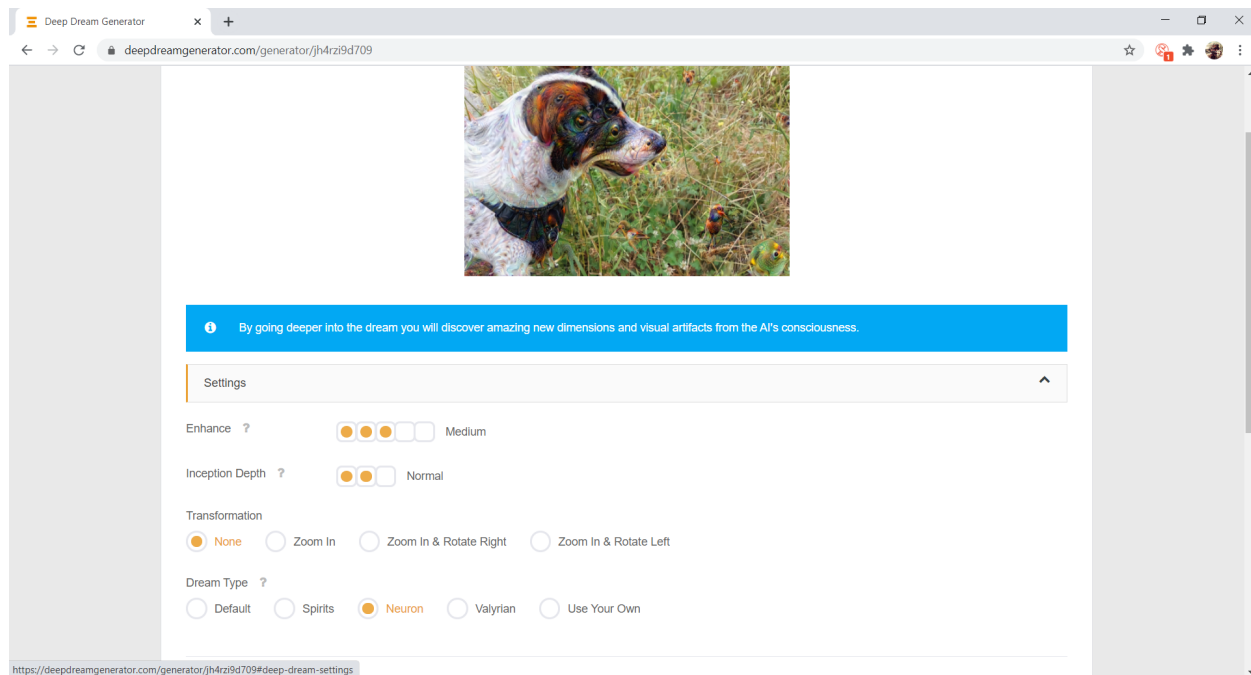 Deep Dream Generator
deepdreamgenerator.com/generator/jh4rzi9d709
1
By going deeper into the dream you will discover amazing new dimensions and visual artifacts from the AI's consciousness.
Settings
Enhance ? Medium
Inception Depth ? Normal
Transformation
None Zoom In Zoom In & Rotate Right Zoom In & Rotate Left
Dream Type ?
Default Spirits Neuron Valyrian Use Your Own
https://deepdreamgenerator.com/generator/jh4rzi9d709#deep-dream-settings